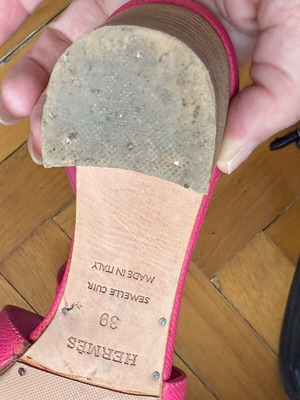 HERMÈS
39
SEMELLE CUIR
MADE IN ITALY